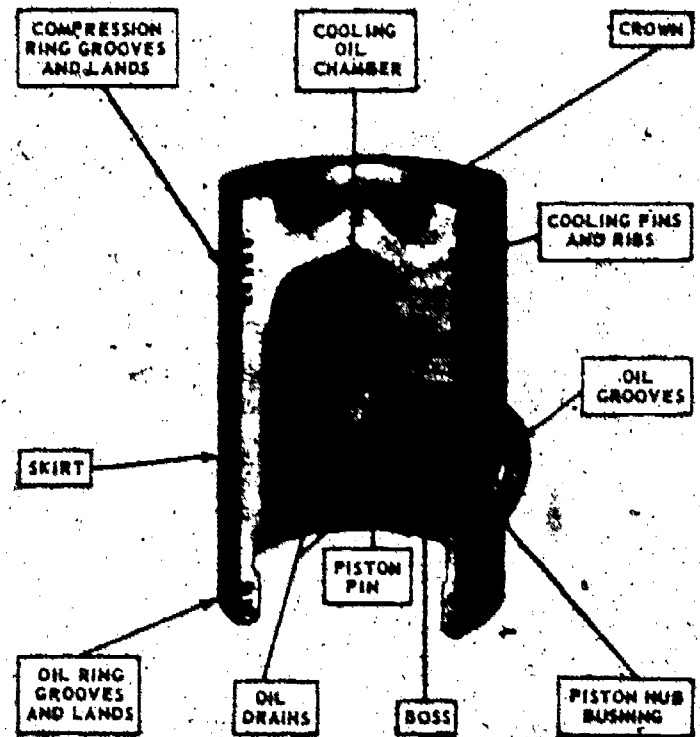 COMPRESSION
RING GROOVES
AND LANDS
COOLING
OIL
CHAMBER
CROWN
COOLING FINS
AND RIBS
OIL
GROOVES
SKIRT
PISTON
PIN
OIL RING
GROOVES
AND LANDS
OIL
DRAINS
BOSS
PISTON HUB
BUSHING